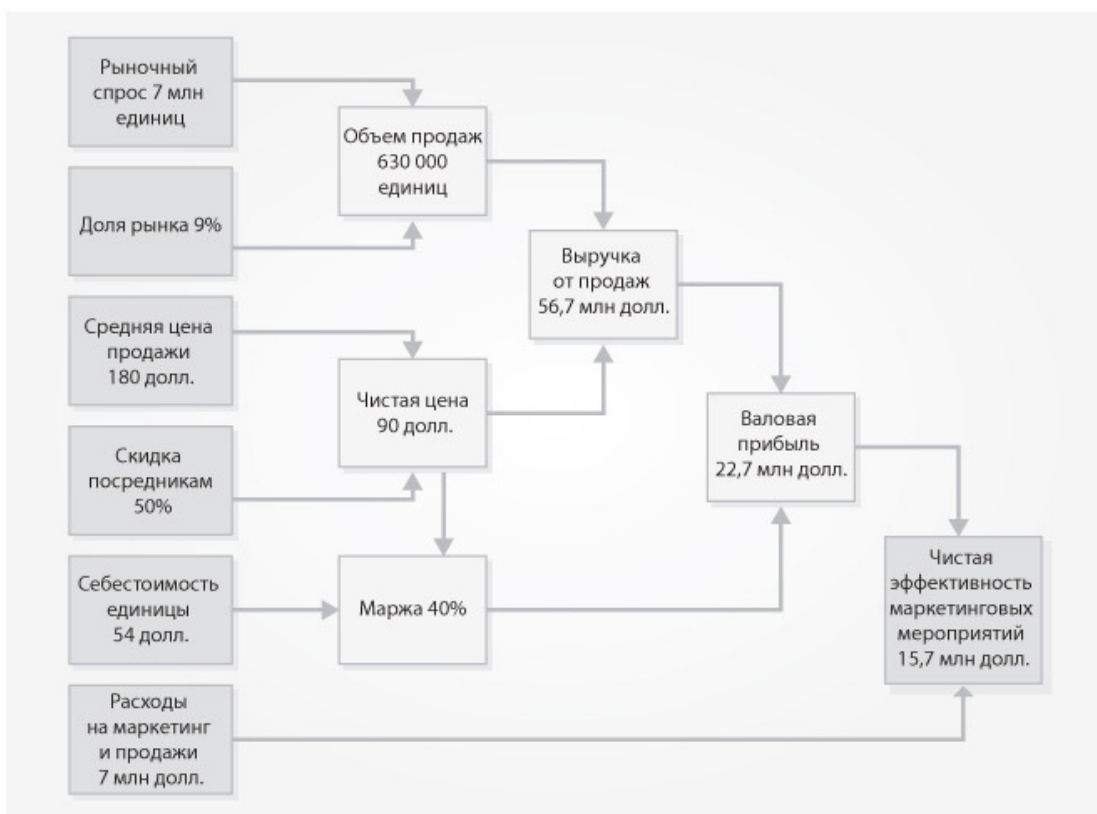 Рыночный
спрос 7 млн
единиц
Объем продаж
630 000
единиц
Доля рынка 9%
Выручка
от продаж
56,7 млн долл.
Средняя цена
продажи
180 долл.
Чистая цена
90 долл.
Скидка
посредникам
50%
Валовая
прибыль
22,7 млн долл.
Себестоимость
единицы
54 долл.
Маржа 40%
Чистая
эффективность
маркетинговых
мероприятий
15,7 млн долл.
Расходы
на маркетинг
и продажи
7 млн долл.